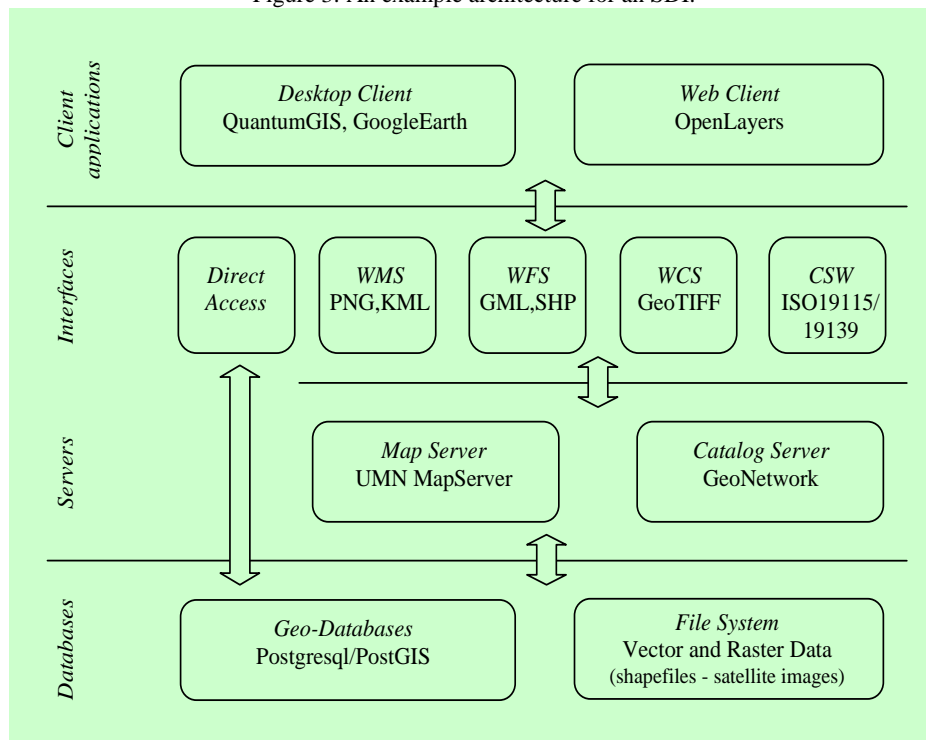 Figure 3. An example architecture for an SDI.
Client
applications
Desktop Client
QuantumGIS, GoogleEarth
Web Client
OpenLayers
Interfaces
Direct
Access
WMS
PNG,KML
WFS
GML,SHP
WCS
GeoTIFF
CSW
ISO19115/
19139
Servers
Map Server
UMN MapServer
Catalog Server
GeoNetwork
Databases
Geo-Databases
Postgresql/PostGIS
File System
Vector and Raster Data
(shapefiles - satellite images)